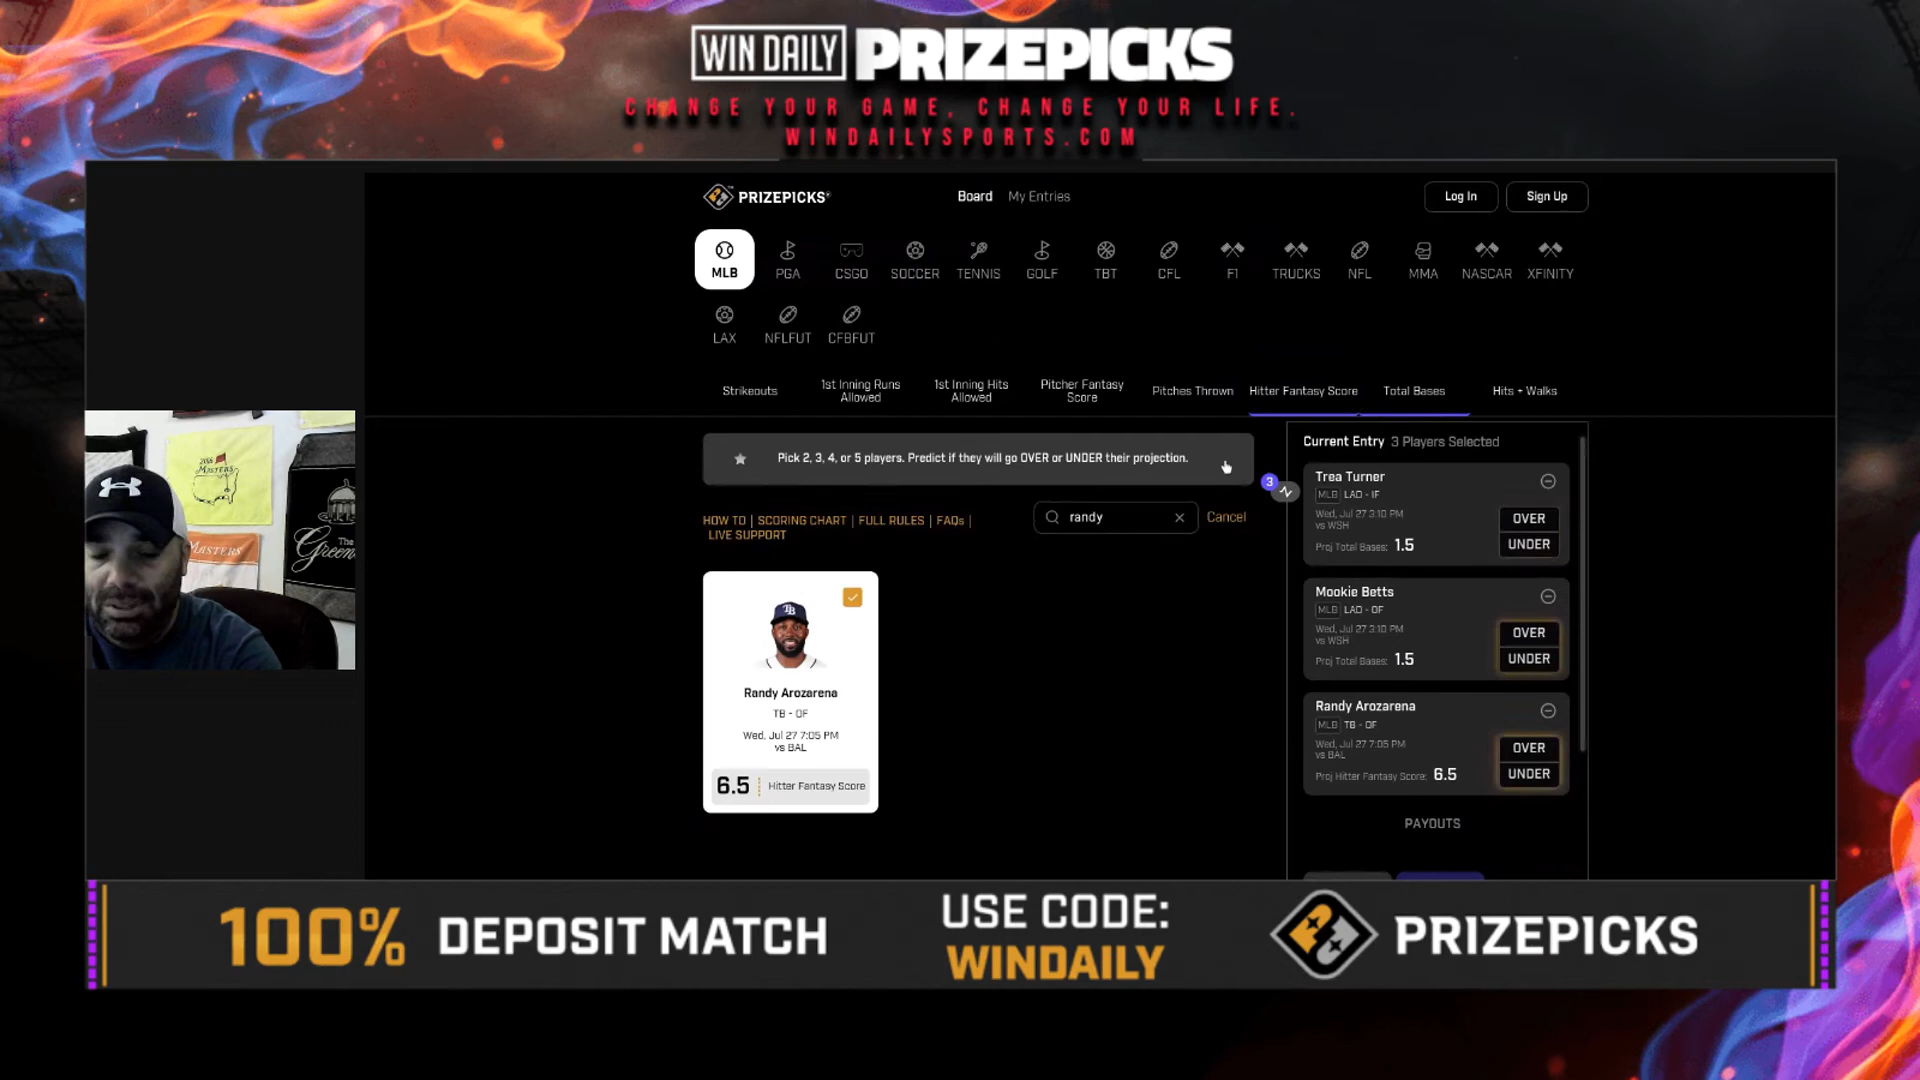 WIN DAILY PRIZEPICKS
CHANGE YOUR GAME, CHANGE YOUR LIFE.
WINDAILYSPORTS.COM
PRIZEPICKS
Board My Entries
Log In Sign Up
MLB PGA CSGO SOCCER TENNIS GOLF TBT CFL F1 TRUCKS NFL MMA NASCAR XFINITY
LAX NFLFUT CFBFUT
Strikeouts
1st Inning Runs
Allowed
1st Inning Hits
Allowed
Pitcher Fantasy
Score
Pitches Thrown
Hitter Fantasy Score
Total Bases
Hits + Walks
Pick 2, 3, 4, or 5 players. Predict if they will go OVER or UNDER their projection.
HOW TO | SCORING CHART | FULL RULES | FAQs |
LIVE SUPPORT
randy
Cancel
TB
Randy Arozarena
TB - OF
Wed, Jul 27 7:05 PM
vs BAL
6.5 Hitter Fantasy Score
3
Current Entry 3 Players Selected
Trea Turner
MLB LAD - IF
Wed, Jul 27 3:10 PM
vs WSH
Proj Total Bases: 1.5
OVER
UNDER
Mookie Betts
MLB LAD - OF
Wed, Jul 27 3:10 PM
vs WSH
Proj Total Bases: 1.5
OVER
UNDER
Randy Arozarena
MLB TB - OF
Wed, Jul 27 7:05 PM
vs BAL
Proj Hitter Fantasy Score: 6.5
OVER
UNDER
PAYOUTS
MASTERS
MASTERS
The
100% DEPOSIT MATCH
USE CODE:
WINDAILY
PRIZEPICKS